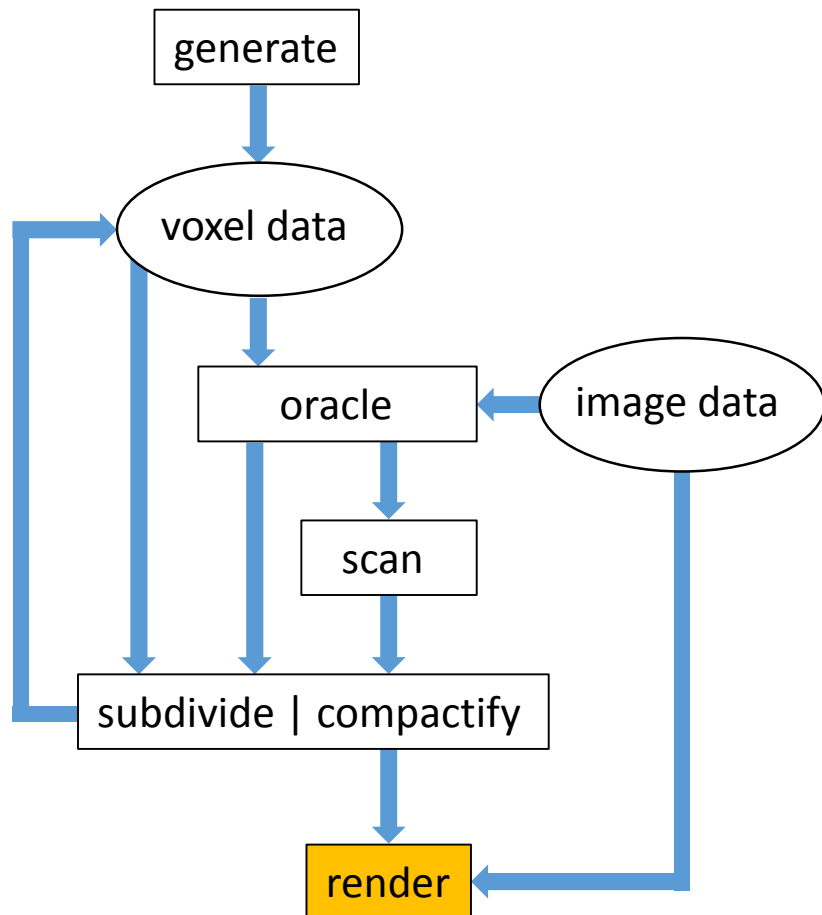 generate
voxel data
oracle
image data
scan
subdivide | compactify
render